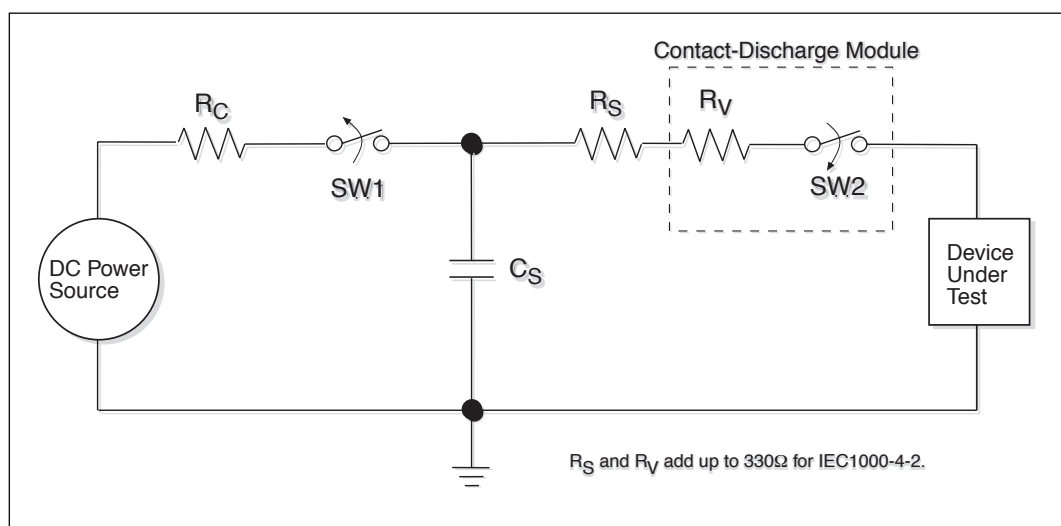 Contact-Discharge Module
RC
RS
RV
SW1
SW2
DC Power
Source
CS
Device
Under
Test
RS and RV add up to 330Ω for IEC1000-4-2.